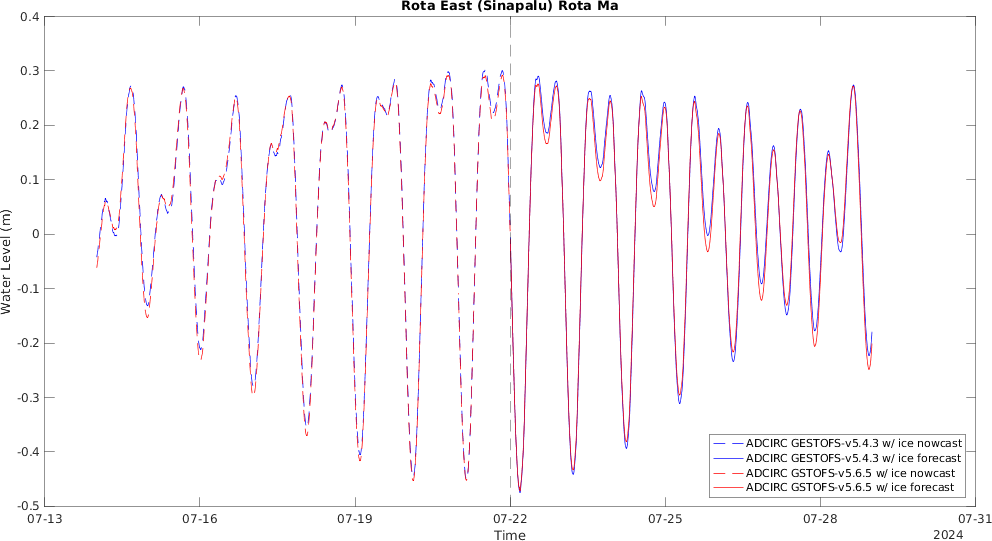 Rota East (Sinapalu) Rota Ma
0.4
0.3
0.2
0.1
0
-0.1
-0.2
-0.3
-0.4
-0.5
Water Level (m)
ADCIRC GESTOFS-v5.4.3 w/ ice nowcast
ADCIRC GESTOFS-v5.4.3 w/ ice forecast
ADCIRC GSTOFS-v5.6.5 w/ ice nowcast
ADCIRC GSTOFS-v5.6.5 w/ ice forecast
07-13 07-16 07-19 07-22 07-25 07-28 07-31
Time
2024